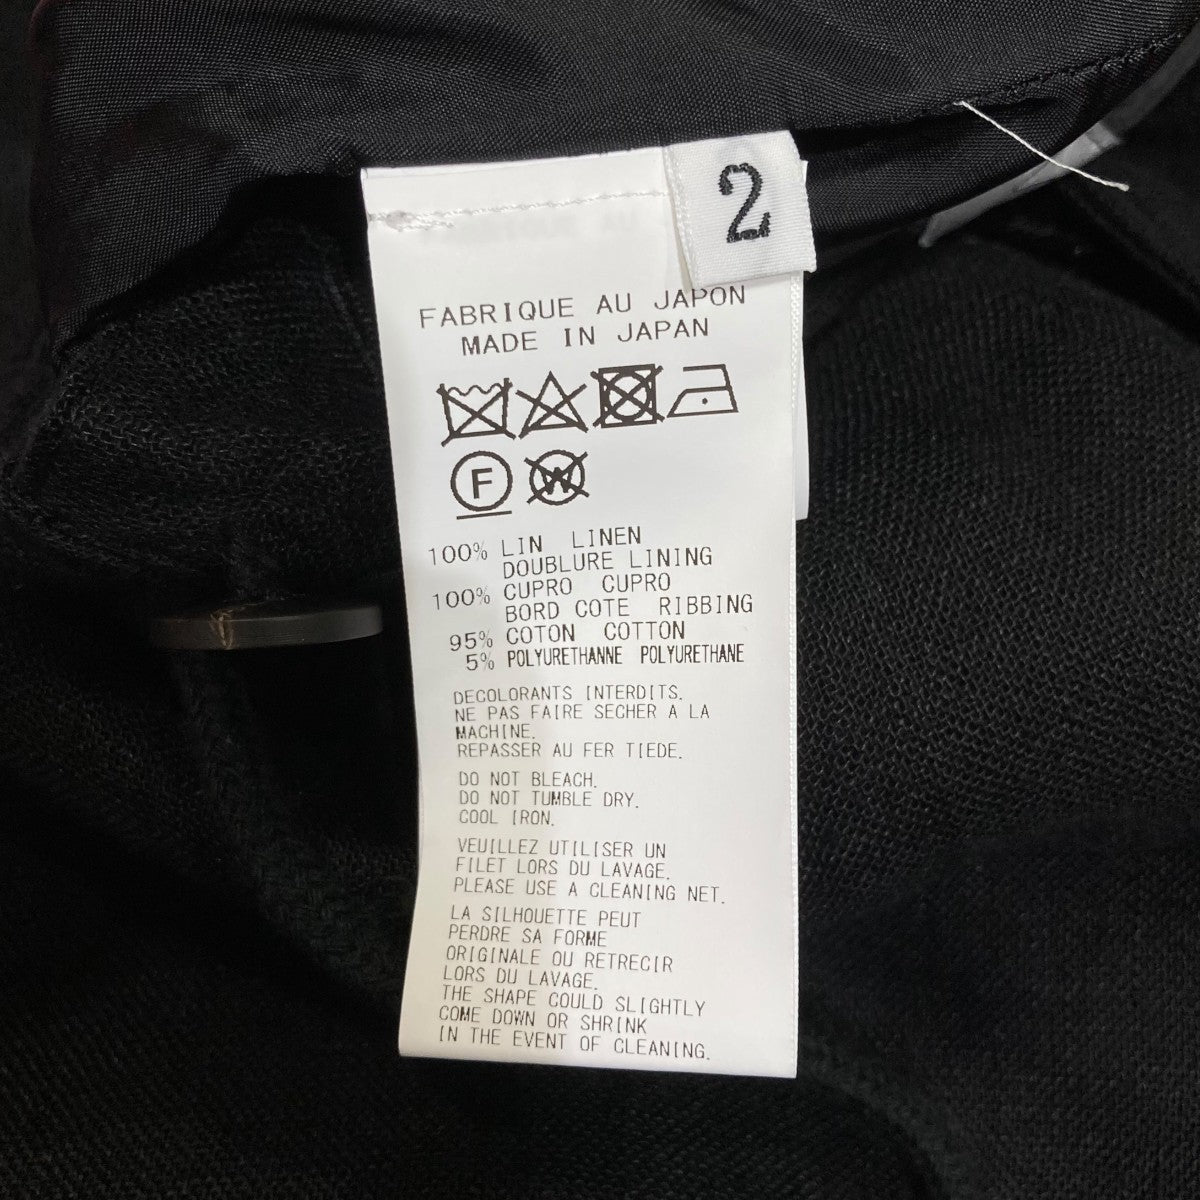 2
FABRIQUE AU JAPON
MADE IN JAPAN
F W
100% LIN LINEN
DOUBLURE LINING
100% CUPRO CUPRO
BORD COTE RIBBING
95% COTON COTTON
5% POLYURETHANNE POLYURETHANE
DECOLORANTS INTERDITS.
NE PAS FAIRE SECHER A LA
MACHINE.
REPASSER AU FER TIEDE.
DO NOT BLEACH.
DO NOT TUMBLE DRY.
COOL IRON.
VEUILLEZ UTILISER UN
FILET LORS DU LAVAGE.
PLEASE USE A CLEANING NET.
LA SILHOUETTE PEUT
PERDRE SA FORME
ORIGINALE OU RETRECIR
LORS DU LAVAGE.
THE SHAPE COULD SLIGHTLY
COME DOWN OR SHRINK
IN THE EVENT OF CLEANING.